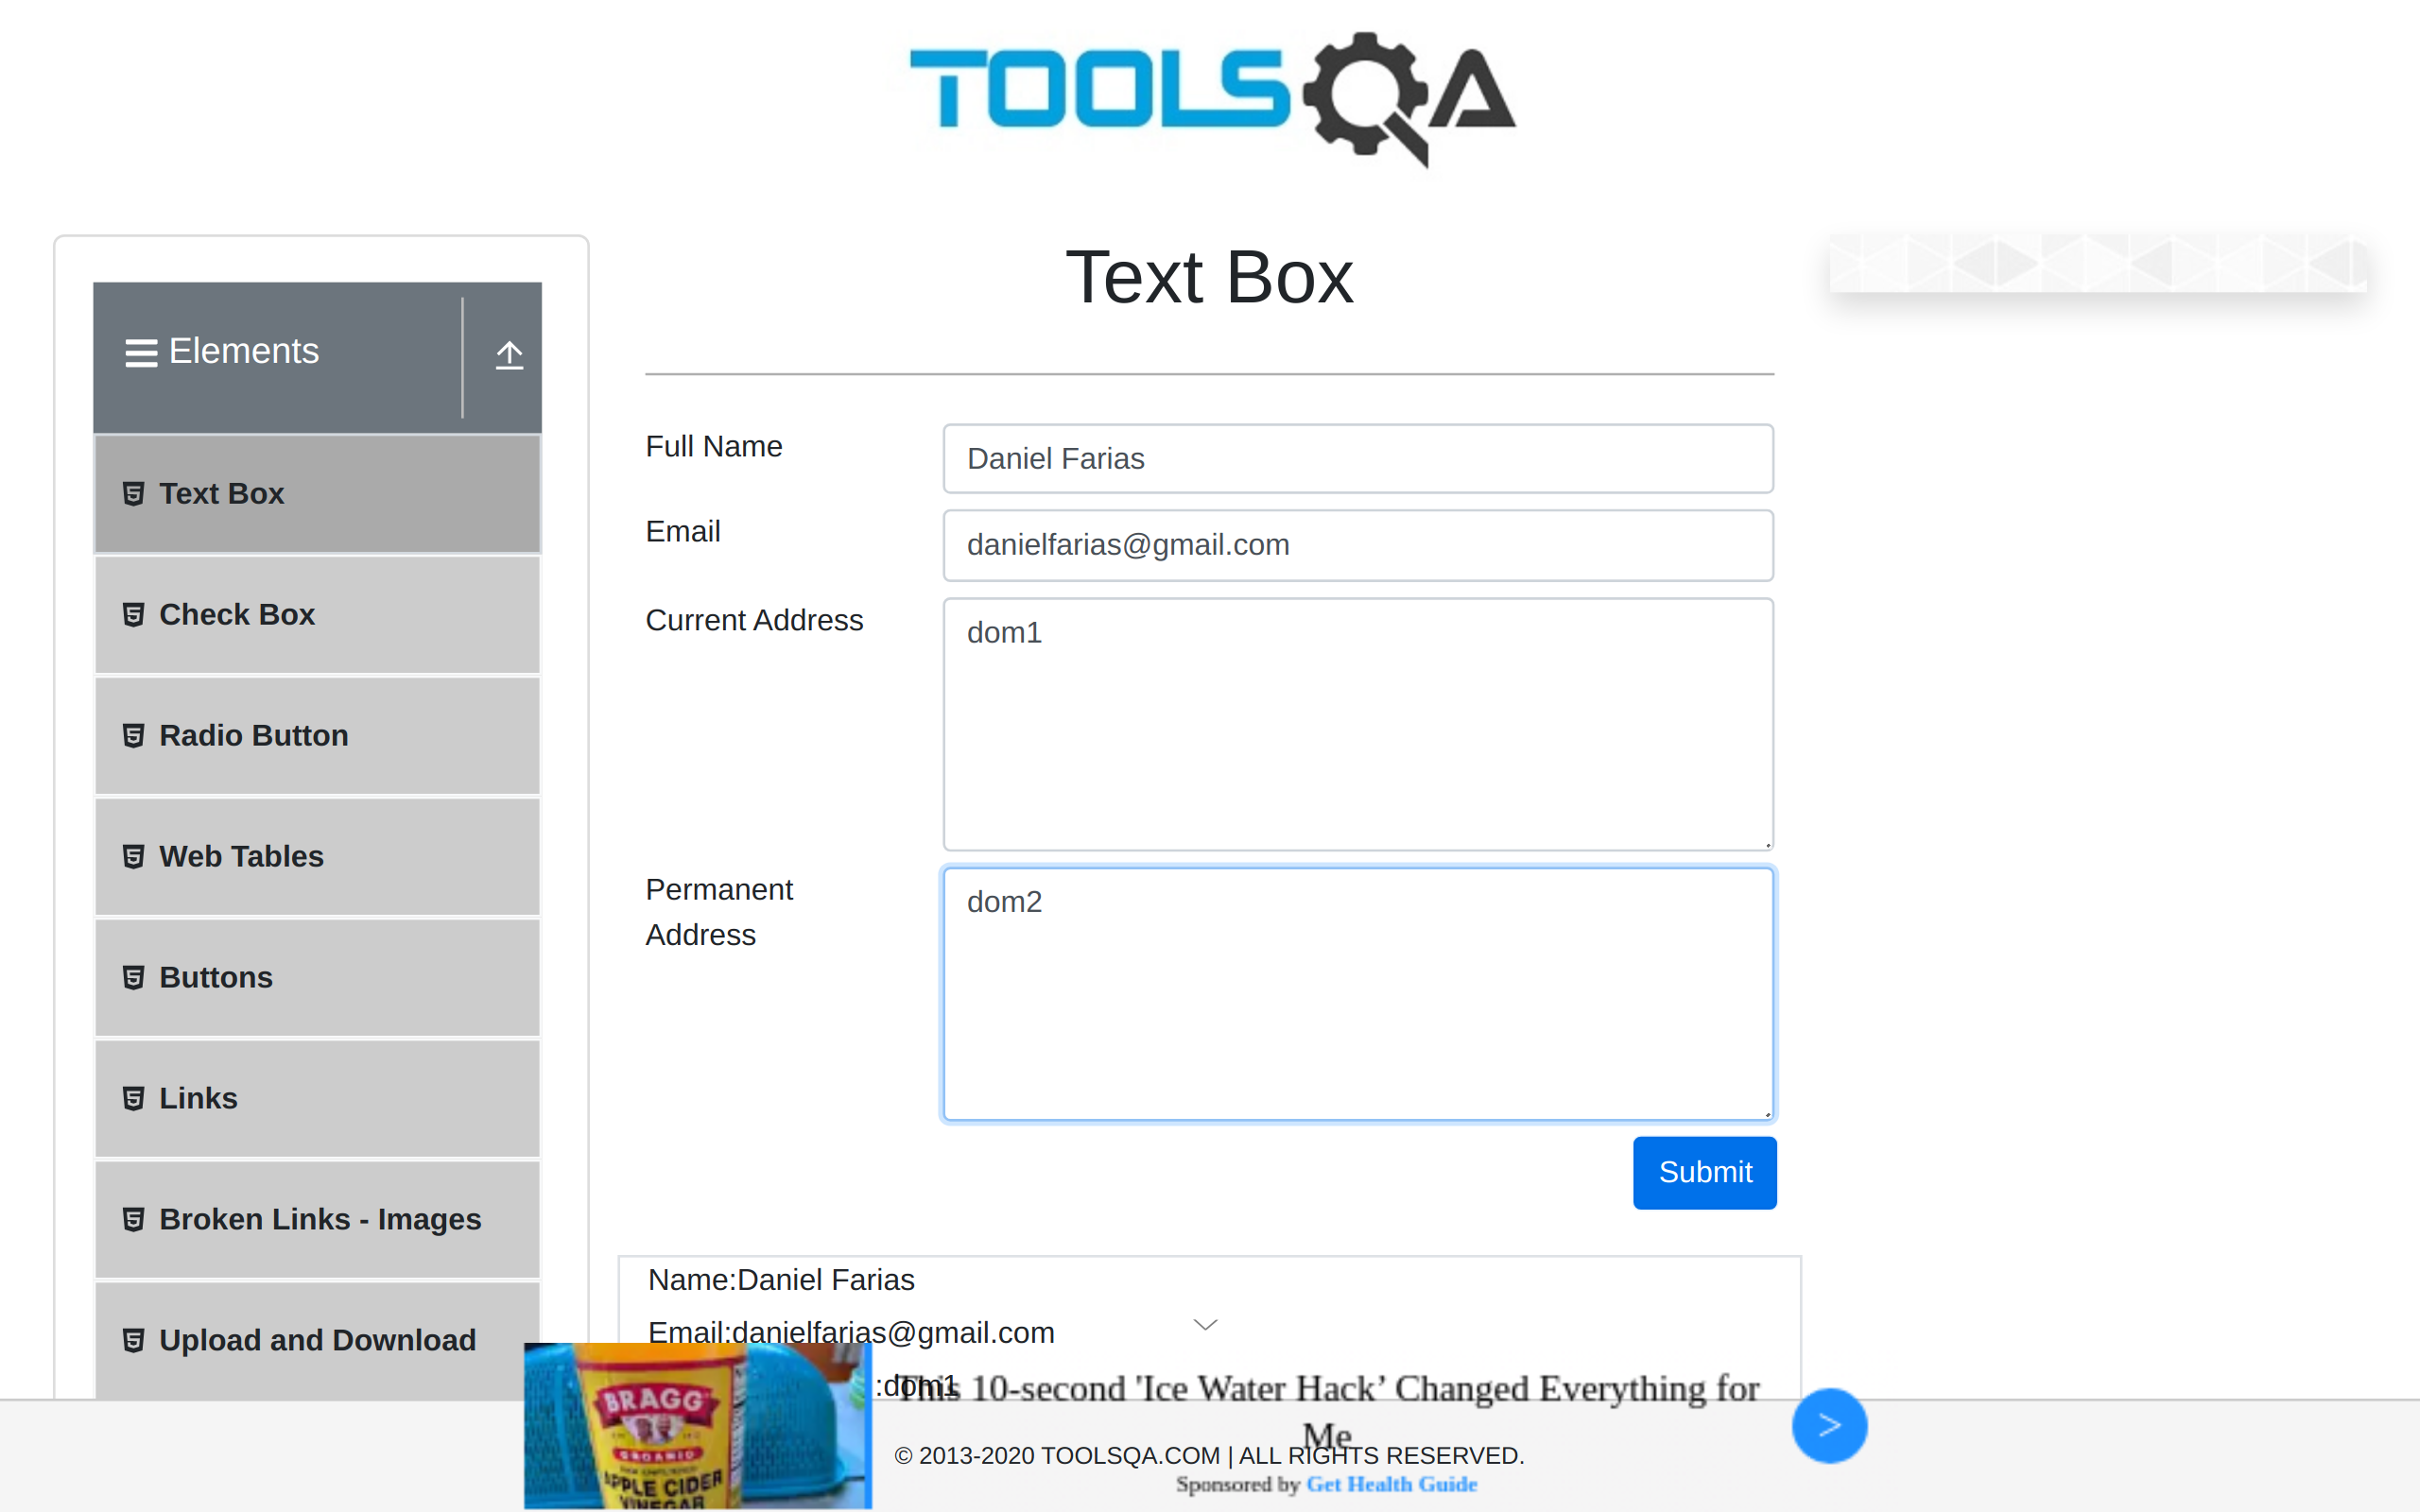 TOOLSQA
Text Box
Elements
Text Box
Check Box
Radio Button
Web Tables
Buttons
Links
Broken Links - Images
Upload and Download
Full Name
Daniel Farias
Email
danielfarias@gmail.com
Current Address
dom1
Permanent
Address
dom2
Submit
Name:Daniel Farias
Email:danielfarias@gmail.com
:dom1
BRAGG
ORGANIC
APPLE CIDER
VINEGAR
This 10-second 'Ice Water Hack’ Changed Everything for
Me
>
© 2013-2020 TOOLSQA.COM | ALL RIGHTS RESERVED.
Sponsored by Get Health Guide